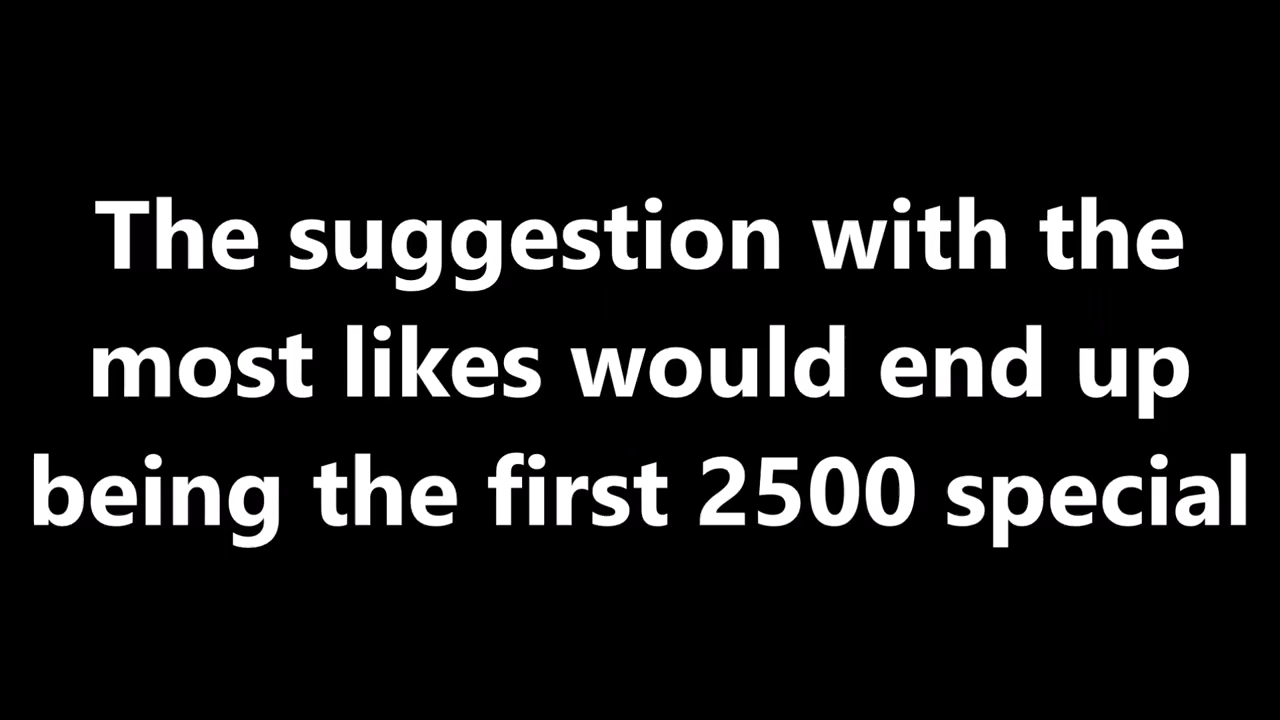 The suggestion with the
most likes would end up
being the first 2500 special